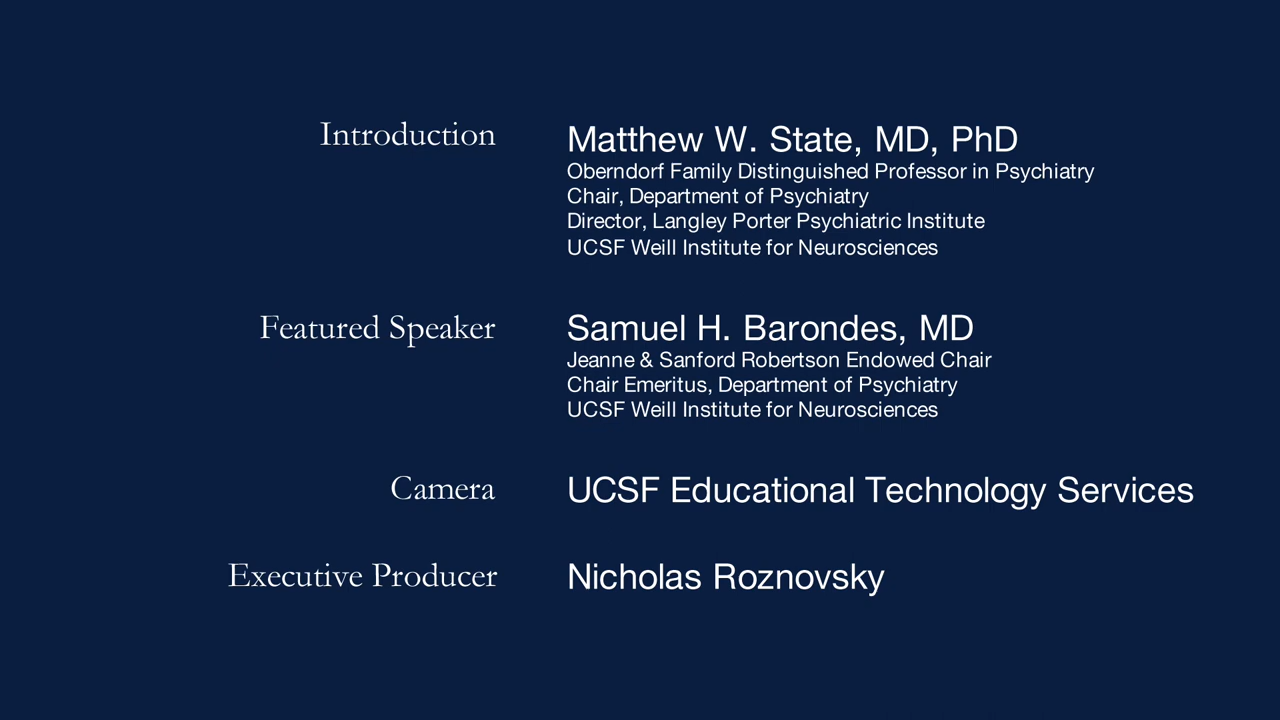 Introduction
Matthew W. State, MD, PhD
Oberndorf Family Distinguished Professor in Psychiatry
Chair, Department of Psychiatry
Director, Langley Porter Psychiatric Institute
UCSF Weill Institute for Neurosciences
Featured Speaker
Samuel H. Barondes, MD
Jeanne & Sanford Robertson Endowed Chair
Chair Emeritus, Department of Psychiatry
UCSF Weill Institute for Neurosciences
Camera
UCSF Educational Technology Services
Executive Producer
Nicholas Roznovsky